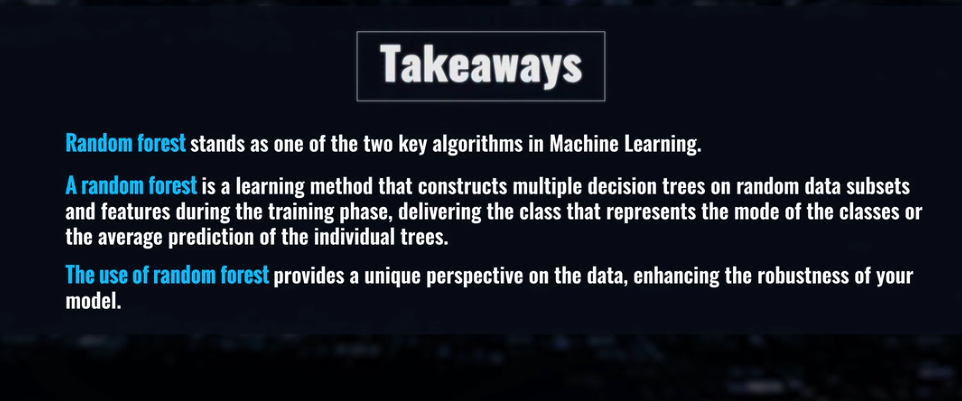 Takeaways
Random forest stands as one of the two key algorithms in Machine Learning.
A random forest is a learning method that constructs multiple decision trees on random data subsets
and features during the training phase, delivering the class that represents the mode of the classes or
the average prediction of the individual trees.
The use of random forest provides a unique perspective on the data, enhancing the robustness of your
model.